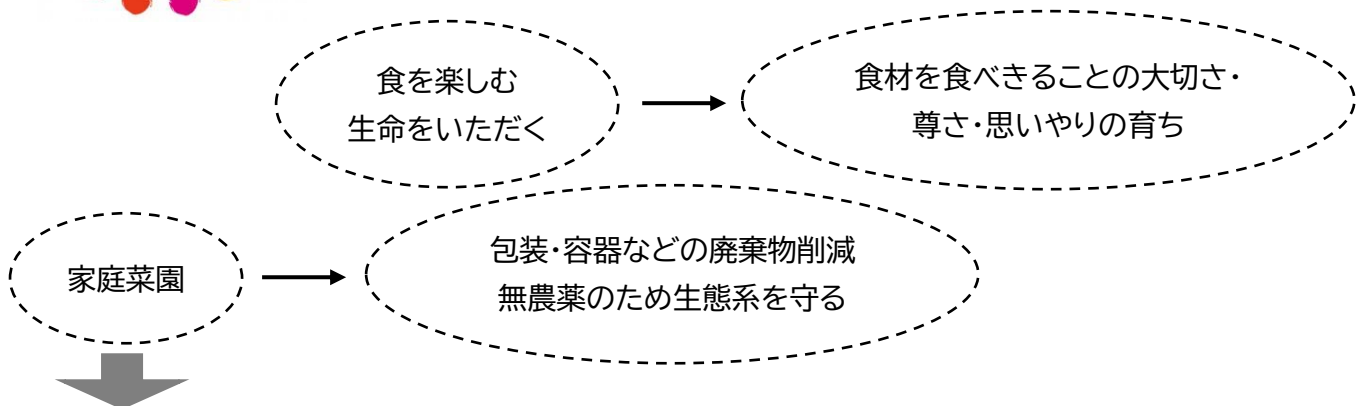 食を楽しむ
生命をいただく
食材を食べきることの大切さ・
尊さ・思いやりの育ち
家庭菜園
包装・容器などの廃棄物削減
無農薬のため生態系を守る